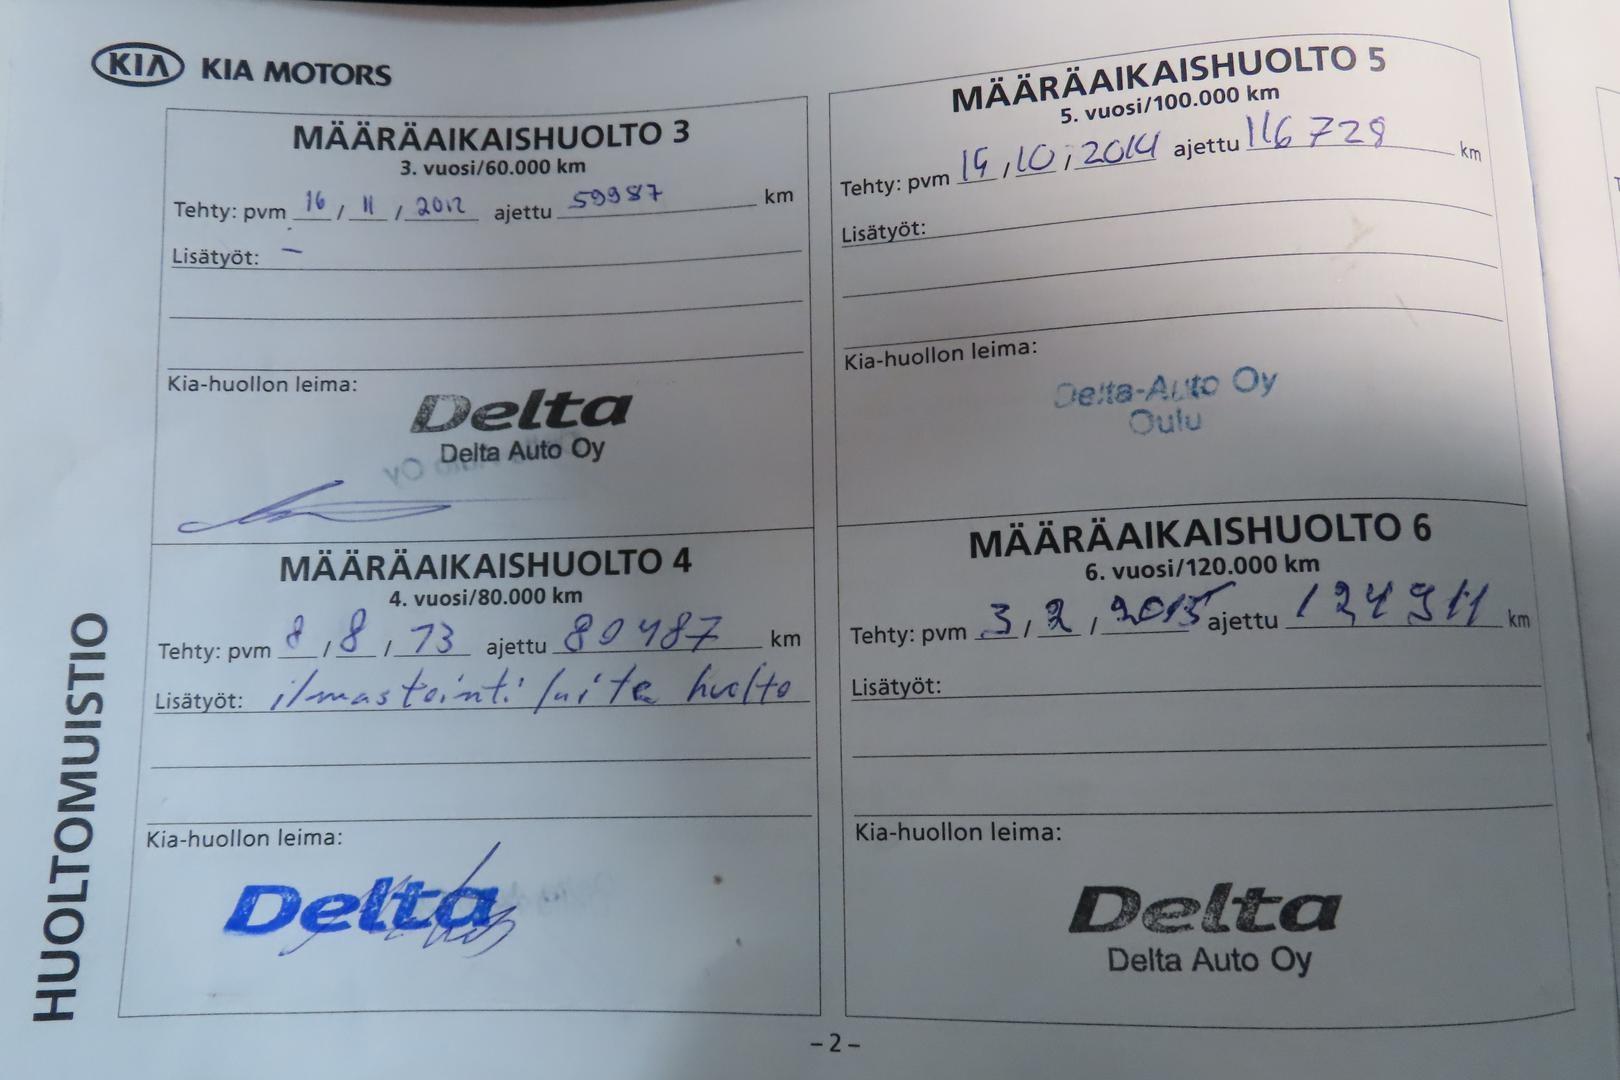 KIA KIA MOTORS
HUOLTOMUISTIO
MÄÄRÄAIKAISHUOLTO 3
3. vuosi/60.000 km
Tehty: pvm 16 / 11 / 2012 ajettu 59987 km
Lisätyöt: –
Kia-huollon leima:
Delta
Delta Auto Oy
MÄÄRÄAIKAISHUOLTO 4
4. vuosi/80.000 km
Tehty: pvm 8 / 8 / 13 ajettu 80487 km
Lisätyöt: ilmastointi laite huolto
Kia-huollon leima:
Delta
MÄÄRÄAIKAISHUOLTO 5
5. vuosi/100.000 km
Tehty: pvm / 10 / 2014 ajettu 116728 km
Lisätyöt:
Kia-huollon leima:
Delta-Auto Oy
Oulu
MÄÄRÄAIKAISHUOLTO 6
6. vuosi/120.000 km
Tehty: pvm 3 / 2 / 2015 ajettu 124911 km
Lisätyöt:
Kia-huollon leima:
Delta
Delta Auto Oy
– 2 –